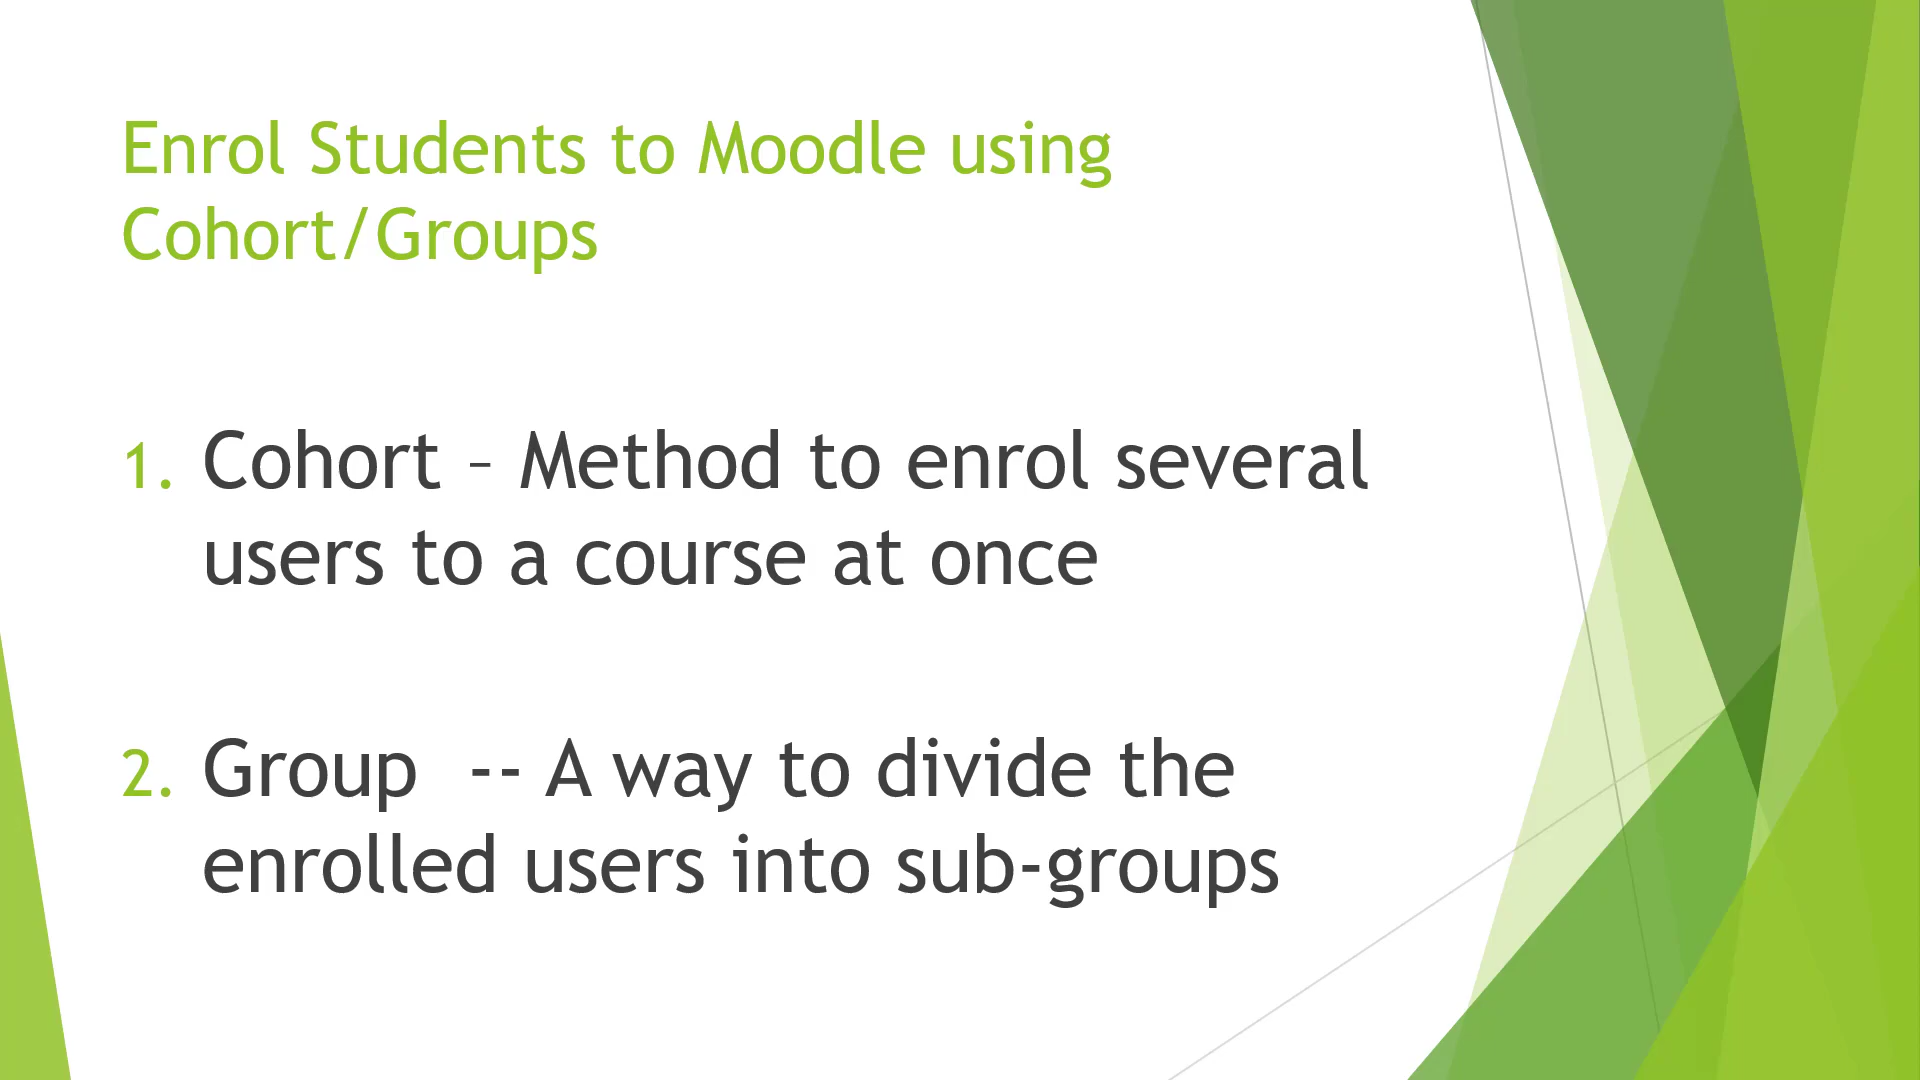 Enrol Students to Moodle using
Cohort/Groups
1. Cohort – Method to enrol several
users to a course at once
2. Group  -- A way to divide the
enrolled users into sub-groups